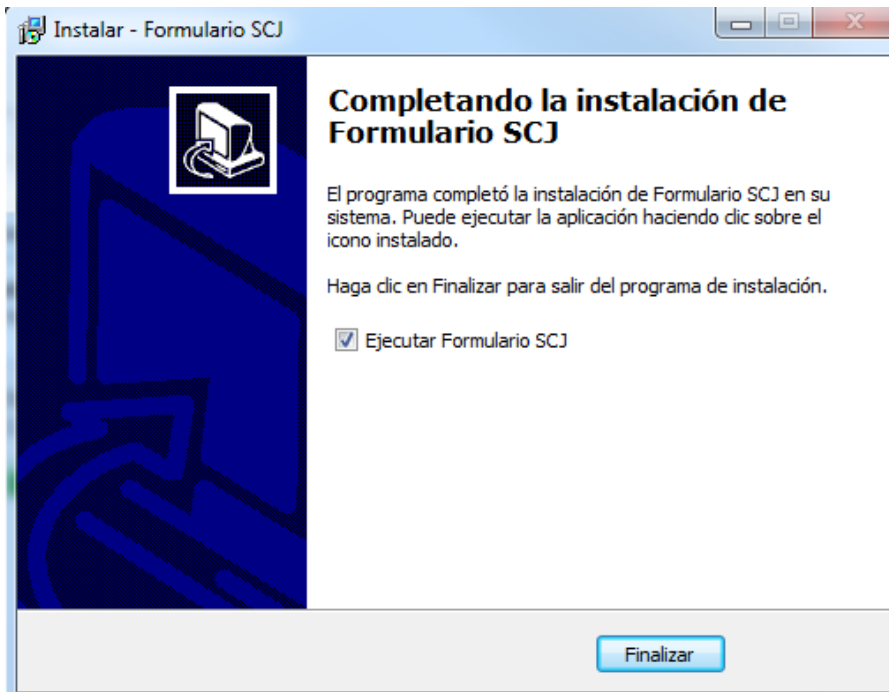 Instalar - Formulario SCJ
Completando la instalación de
Formulario SCJ
El programa completó la instalación de Formulario SCJ en su
sistema. Puede ejecutar la aplicación haciendo clic sobre el
icono instalado.
Haga clic en Finalizar para salir del programa de instalación.
Ejecutar Formulario SCJ
Finalizar